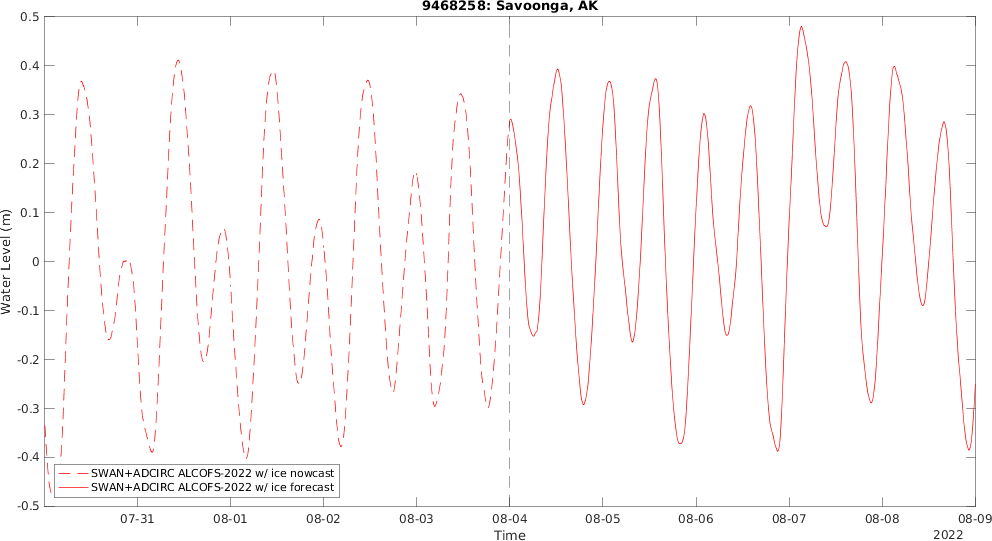 9468258: Savoonga, AK
0.5
0.4
0.3
0.2
0.1
0
-0.1
-0.2
-0.3
-0.4
-0.5
Water Level (m)
SWAN+ADCIRC ALCOFS-2022 w/ ice nowcast
SWAN+ADCIRC ALCOFS-2022 w/ ice forecast
07-31 08-01 08-02 08-03 08-04 08-05 08-06 08-07 08-08 08-09
Time
2022